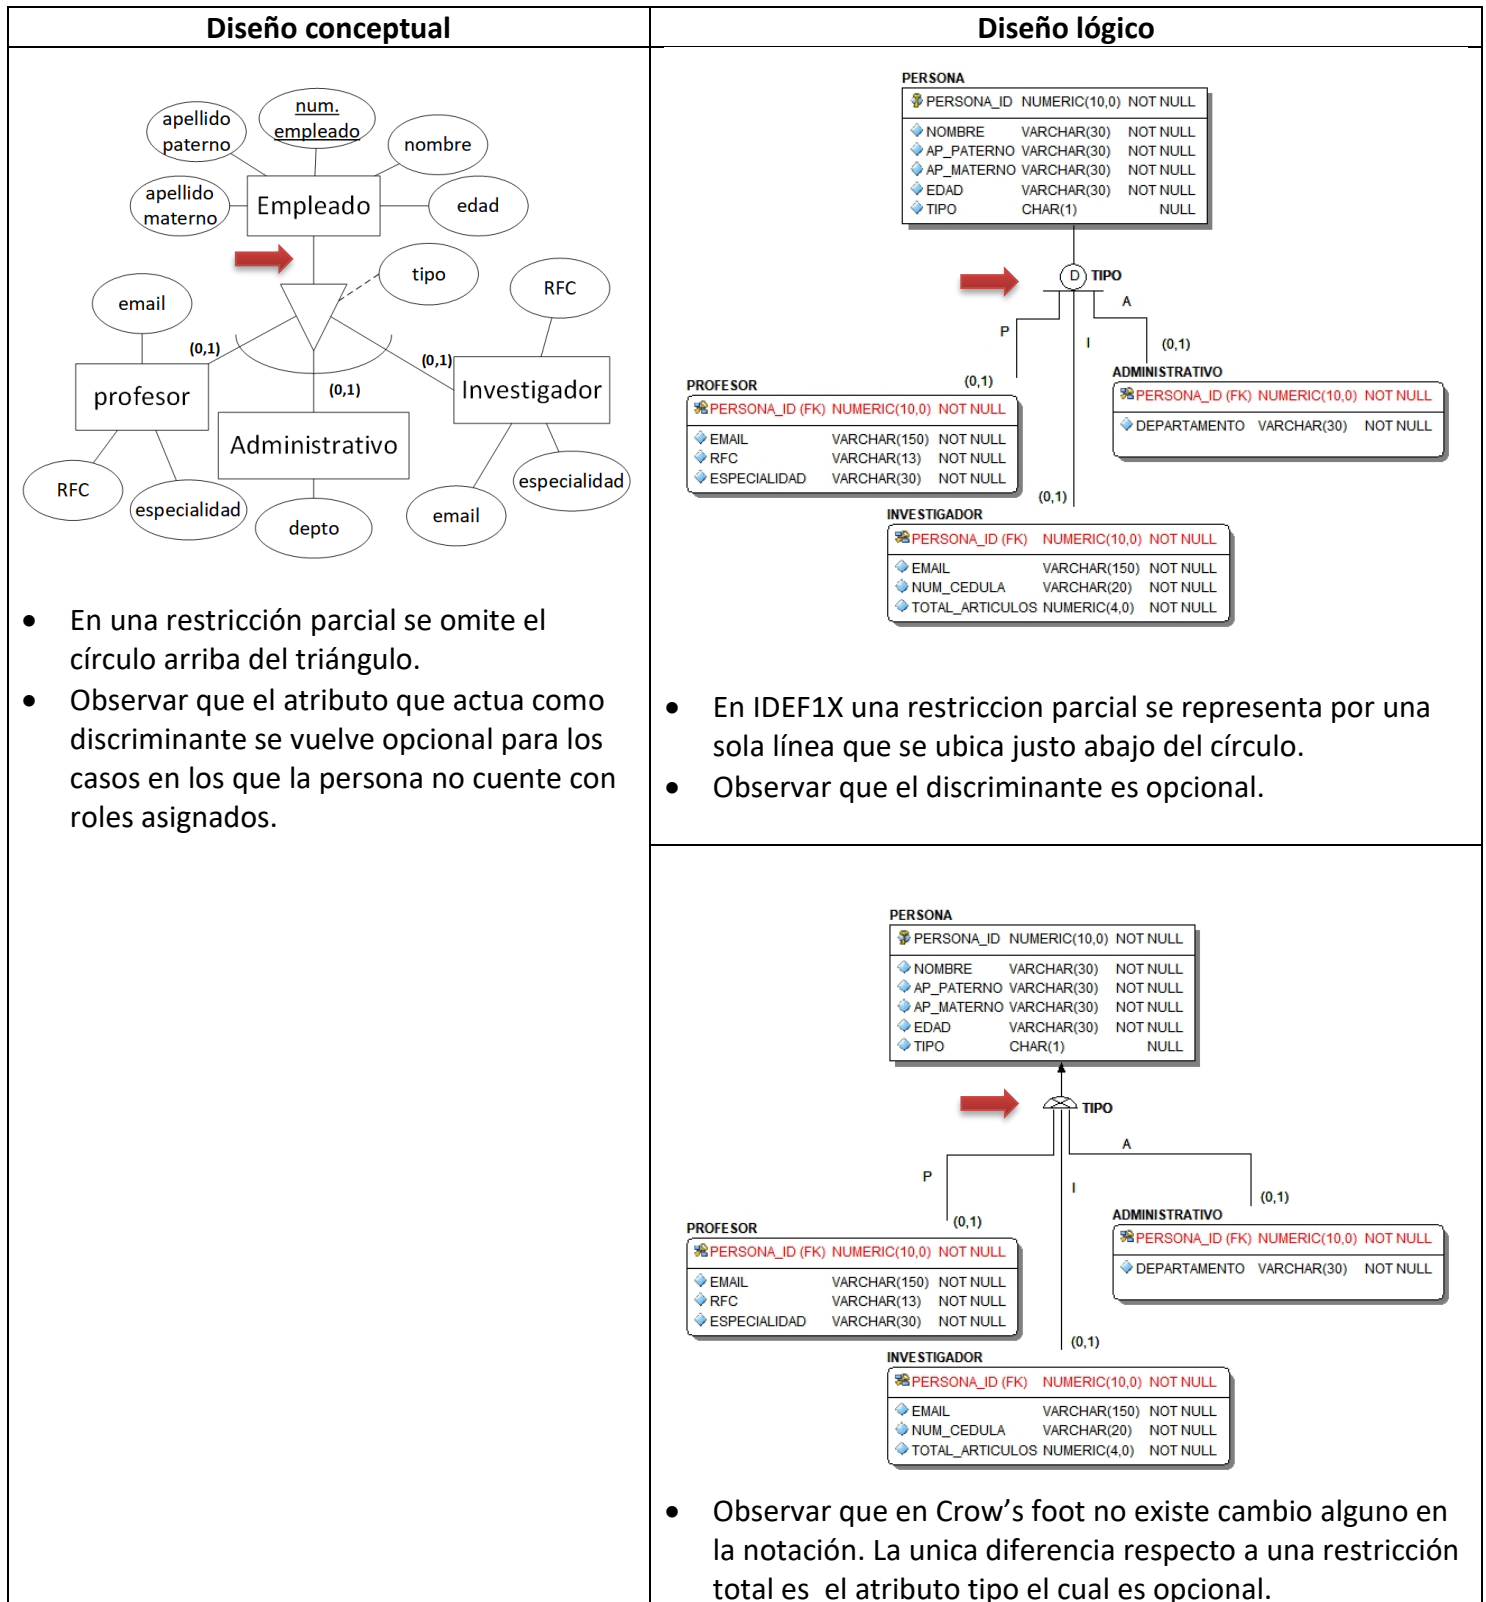 Diseño conceptual
apellido
paterno
num.
empleado
nombre
apellido
materno
Empleado
edad
tipo
RFC
email
(0,1)
(0,1)
(0,1)
profesor
Administrativo
Investigador
RFC
especialidad
depto
email
especialidad
• En una restricción parcial se omite el
círculo arriba del triángulo.
• Observar que el atributo que actua como
discriminante se vuelve opcional para los
casos en los que la persona no cuente con
roles asignados.
Diseño lógico
PERSONA
PERSONA_ID NUMERIC(10,0) NOT NULL
NOMBRE VARCHAR(30) NOT NULL
AP_PATERNO VARCHAR(30) NOT NULL
AP_MATERNO VARCHAR(30) NOT NULL
EDAD VARCHAR(30) NOT NULL
TIPO CHAR(1) NULL
D TIPO
A
P
I
(0,1)
(0,1)
(0,1)
PROFESOR
PERSONA_ID (FK) NUMERIC(10,0) NOT NULL
EMAIL VARCHAR(150) NOT NULL
RFC VARCHAR(13) NOT NULL
ESPECIALIDAD VARCHAR(30) NOT NULL
ADMINISTRATIVO
PERSONA_ID (FK) NUMERIC(10,0) NOT NULL
DEPARTAMENTO VARCHAR(30) NOT NULL
INVESTIGADOR
PERSONA_ID (FK) NUMERIC(10,0) NOT NULL
EMAIL VARCHAR(150) NOT NULL
NUM_CEDULA VARCHAR(20) NOT NULL
TOTAL_ARTICULOS NUMERIC(4,0) NOT NULL
• En IDEF1X una restriccion parcial se representa por una
sola línea que se ubica justo abajo del círculo.
• Observar que el discriminante es opcional.
PERSONA
PERSONA_ID NUMERIC(10,0) NOT NULL
NOMBRE VARCHAR(30) NOT NULL
AP_PATERNO VARCHAR(30) NOT NULL
AP_MATERNO VARCHAR(30) NOT NULL
EDAD VARCHAR(30) NOT NULL
TIPO CHAR(1) NULL
TIPO
A
P
I
(0,1)
(0,1)
(0,1)
PROFESOR
PERSONA_ID (FK) NUMERIC(10,0) NOT NULL
EMAIL VARCHAR(150) NOT NULL
RFC VARCHAR(13) NOT NULL
ESPECIALIDAD VARCHAR(30) NOT NULL
ADMINISTRATIVO
PERSONA_ID (FK) NUMERIC(10,0) NOT NULL
DEPARTAMENTO VARCHAR(30) NOT NULL
INVESTIGADOR
PERSONA_ID (FK) NUMERIC(10,0) NOT NULL
EMAIL VARCHAR(150) NOT NULL
NUM_CEDULA VARCHAR(20) NOT NULL
TOTAL_ARTICULOS NUMERIC(4,0) NOT NULL
• Observar que en Crow’s foot no existe cambio alguno en
la notación. La unica diferencia respecto a una restricción
total es el atributo tipo el cual es opcional.